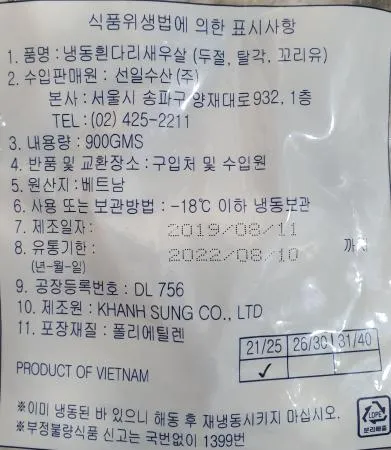 식품위생법에 의한 표시사항
1. 품명 : 냉동흰다리새우살 (두절, 탈각, 꼬리유)
2. 수입판매원 : 선일수산 (주)
본사 : 서울시 송파구 양재대로932, 1층
TEL : (02) 425-2211
3. 내용량 : 900GMS
4. 반품 및 교환장소 : 구입처 및 수입원
5. 원산지 : 베트남
6. 사용 또는 보관방법 : -18℃ 이하 냉동보관
7. 제조일자 : 2019/08/11
8. 유통기한 : 2022/08/10 까지
(년-월-일)
9. 공장등록번호 : DL 756
10. 제조원 : KHANH SUNG CO., LTD
11. 포장재질 : 폴리에틸렌
21/25 26/30 31/40
✓
PRODUCT OF VIETNAM
※이미 냉동된 바 있으니 해동 후 재냉동시키지 마십시오.
※부정불량식품 신고는 국번없이 1399번
LDPE
분리배출